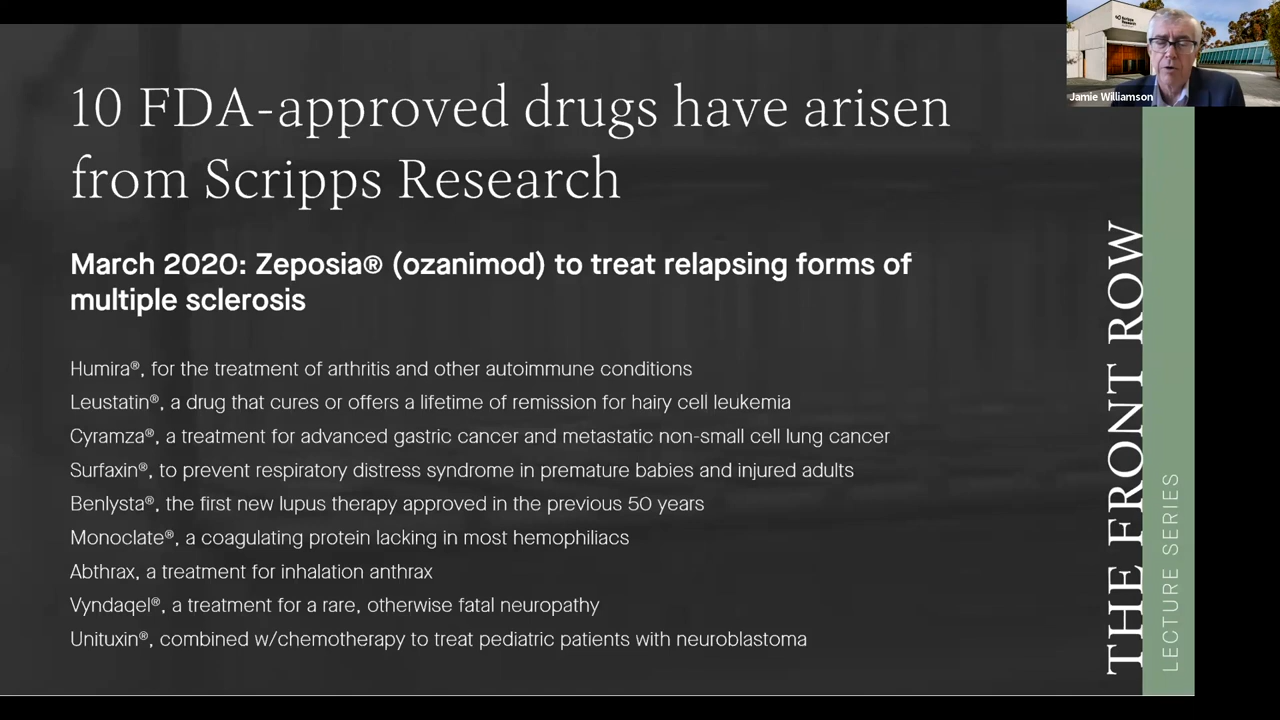 10 FDA-approved drugs have arisen
from Scripps Research
March 2020: Zeposia® (ozanimod) to treat relapsing forms of
multiple sclerosis
Humira®, for the treatment of arthritis and other autoimmune conditions
Leustatin®, a drug that cures or offers a lifetime of remission for hairy cell leukemia
Cyramza®, a treatment for advanced gastric cancer and metastatic non-small cell lung cancer
Surfaxin®, to prevent respiratory distress syndrome in premature babies and injured adults
Benlysta®, the first new lupus therapy approved in the previous 50 years
Monoclate®, a coagulating protein lacking in most hemophiliacs
Abthrax, a treatment for inhalation anthrax
Vyndaqel®, a treatment for a rare, otherwise fatal neuropathy
Unituxin®, combined w/chemotherapy to treat pediatric patients with neuroblastoma
Scripps
Research
Jamie Williamson
THE FRONT ROW
LECTURE SERIES